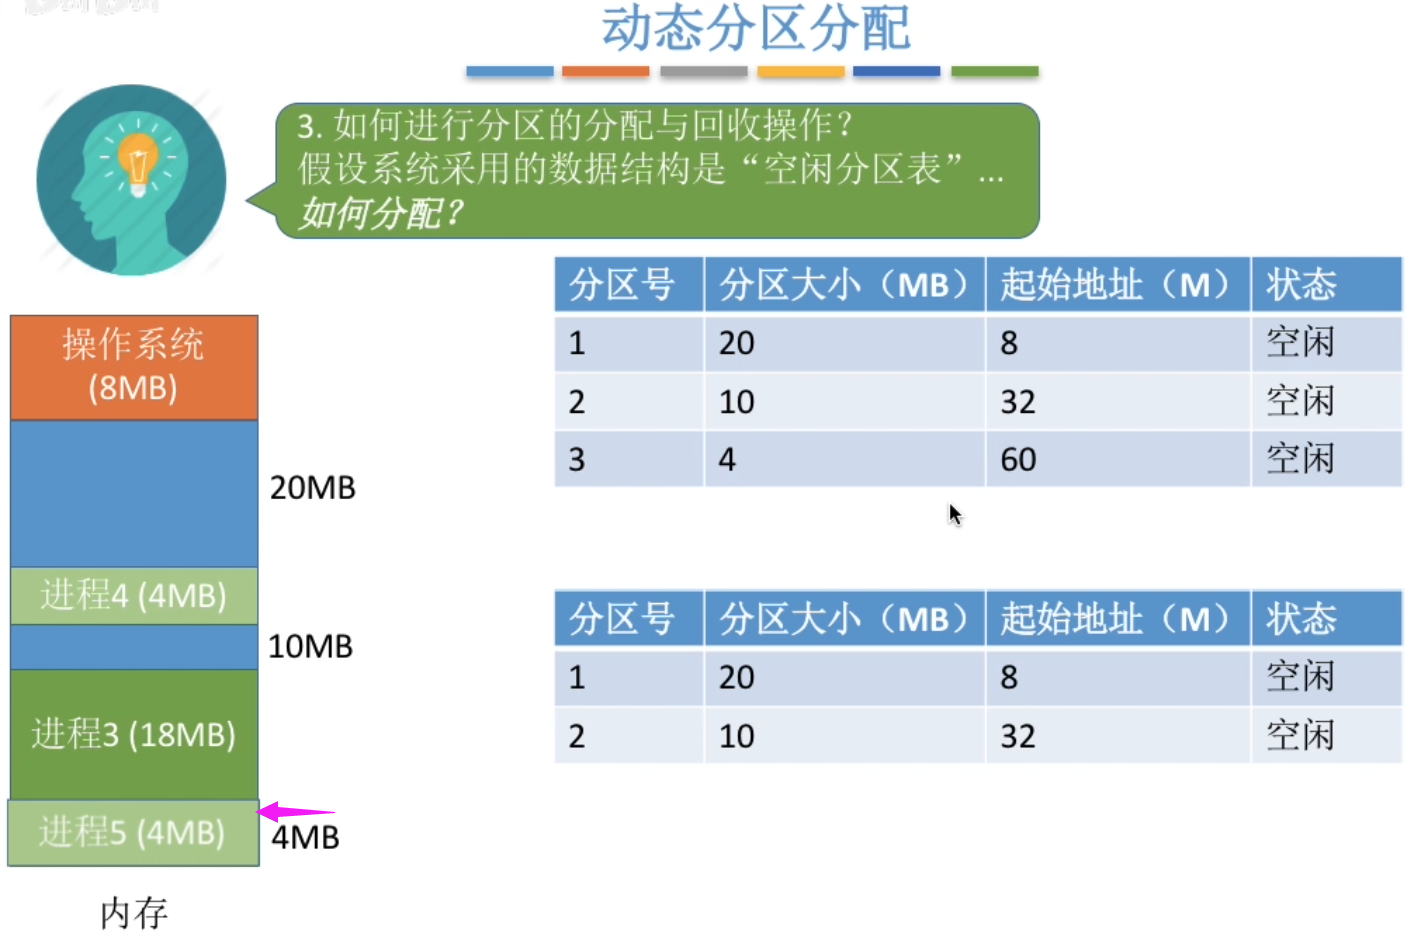 动态分区分配
3. 如何进行分区的分配与回收操作？
假设系统采用的数据结构是“空闲分区表”...
如何分配？
分区号 分区大小（MB） 起始地址（M） 状态
1 20 8 空闲
2 10 32 空闲
3 4 60 空闲
操作系统
(8MB)
20MB
进程4 (4MB)
10MB
进程3 (18MB)
进程5 (4MB)
4MB
内存
分区号 分区大小（MB） 起始地址（M） 状态
1 20 8 空闲
2 10 32 空闲